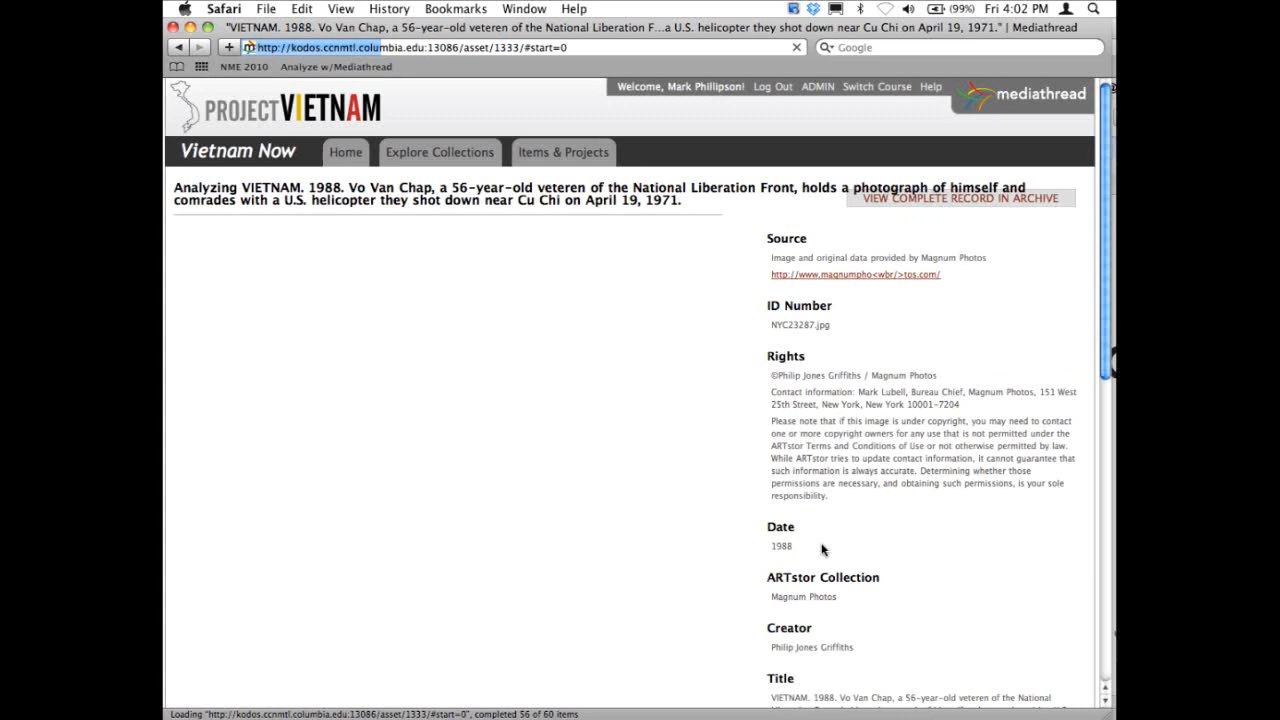 Safari File Edit View History Bookmarks Window Help (99%) Fri 4:02 PM
"VIETNAM. 1988. Vo Van Chap, a 56-year-old veteran of the National Liberation F...a U.S. helicopter they shot down near Cu Chi on April 19, 1971." | Mediathread
http://kodos.ccnmtl.columbia.edu:13086/asset/1333/#start=0 Google
NME 2010 Analyze w/Mediathread
Welcome, Mark Phillipson! Log Out ADMIN Switch Course Help
mediathread
PROJECTVIETNAM
Vietnam Now Home Explore Collections Items & Projects
Analyzing VIETNAM. 1988. Vo Van Chap, a 56-year-old veteren of the National Liberation Front, holds a photograph of himself and
comrades with a U.S. helicopter they shot down near Cu Chi on April 19, 1971.
VIEW COMPLETE RECORD IN ARCHIVE
Source
Image and original data provided by Magnum Photos
http://www.magnumpho<wbr/>tos.com/
ID Number
NYC23287.jpg
Rights
©Philip Jones Griffiths / Magnum Photos
Contact information: Mark Lubell, Bureau Chief, Magnum Photos, 151 West
25th Street, New York, New York 10001-7204
Please note that if this image is under copyright, you may need to contact
one or more copyright owners for any use that is not permitted under the
ARTstor Terms and Conditions of Use or not otherwise permitted by law.
While ARTstor tries to update contact information, it cannot guarantee that
such information is always accurate. Determining whether those
permissions are necessary, and obtaining such permissions, is your sole
responsibility.
Date
1988
ARTstor Collection
Magnum Photos
Creator
Philip Jones Griffiths
Title
VIETNAM. 1988. Vo Van Chap, a 56-year-old veteren of the National
Loading "http://kodos.ccnmtl.columbia.edu:13086/asset/1333/#start=0", completed 56 of 60 items